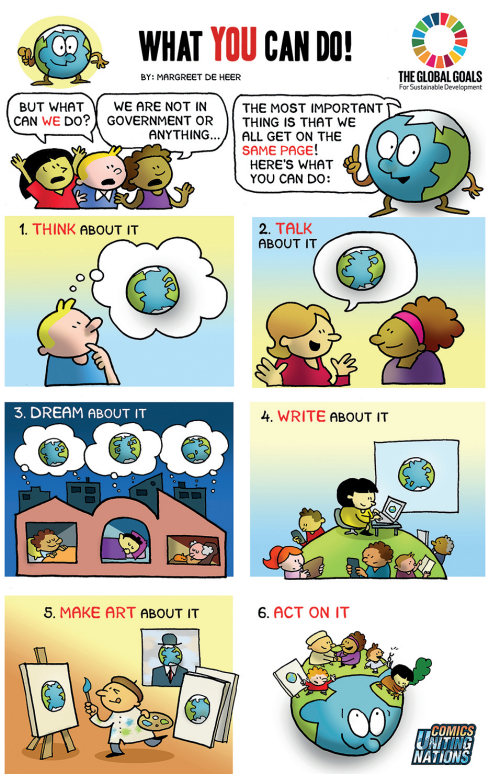 WHAT YOU CAN DO!
BY: MARGREET DE HEER
THE GLOBAL GOALS
For Sustainable Development
BUT WHAT
CAN WE DO?
WE ARE NOT IN
GOVERNMENT OR
ANYTHING...
THE MOST IMPORTANT
THING IS THAT WE
ALL GET ON THE
SAME PAGE!
HERE'S WHAT
YOU CAN DO:
1. THINK ABOUT IT
2. TALK
ABOUT IT
3. DREAM ABOUT IT
4. WRITE ABOUT IT
5. MAKE ART ABOUT IT
6. ACT ON IT
COMICS
UNITING
NATIONS